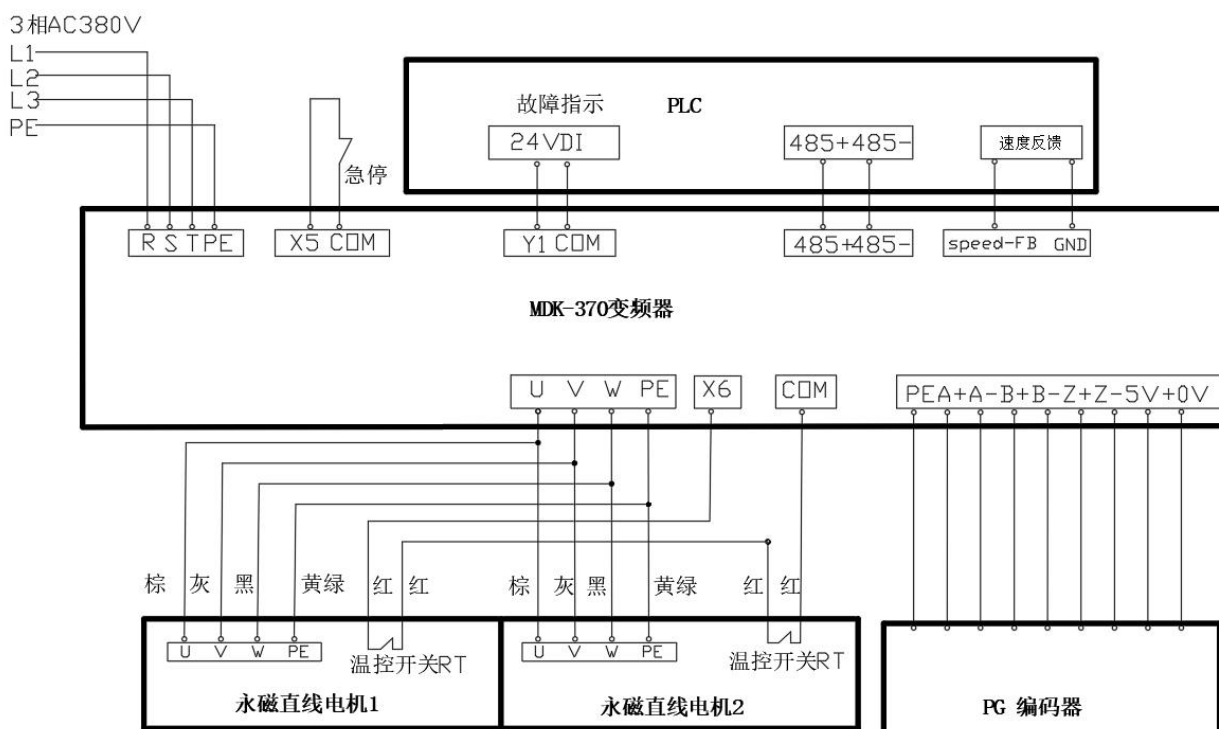 3相AC380V
L1
L2
L3
PE
故障指示 PLC
24VDI
485+485-
速度反馈
急停
R S T PE
X5 COM
Y1 COM
485+485-
speed-FB GND
MDK-370变频器
U V W PE
X6
COM
PEA+A-B+B-Z+Z-5V+0V
棕 灰 黑 黄绿 红 红 棕 灰 黑 黄绿 红 红
U V W PE
温控开关RT
U V W PE
温控开关RT
永磁直线电机1
永磁直线电机2
PG 编码器